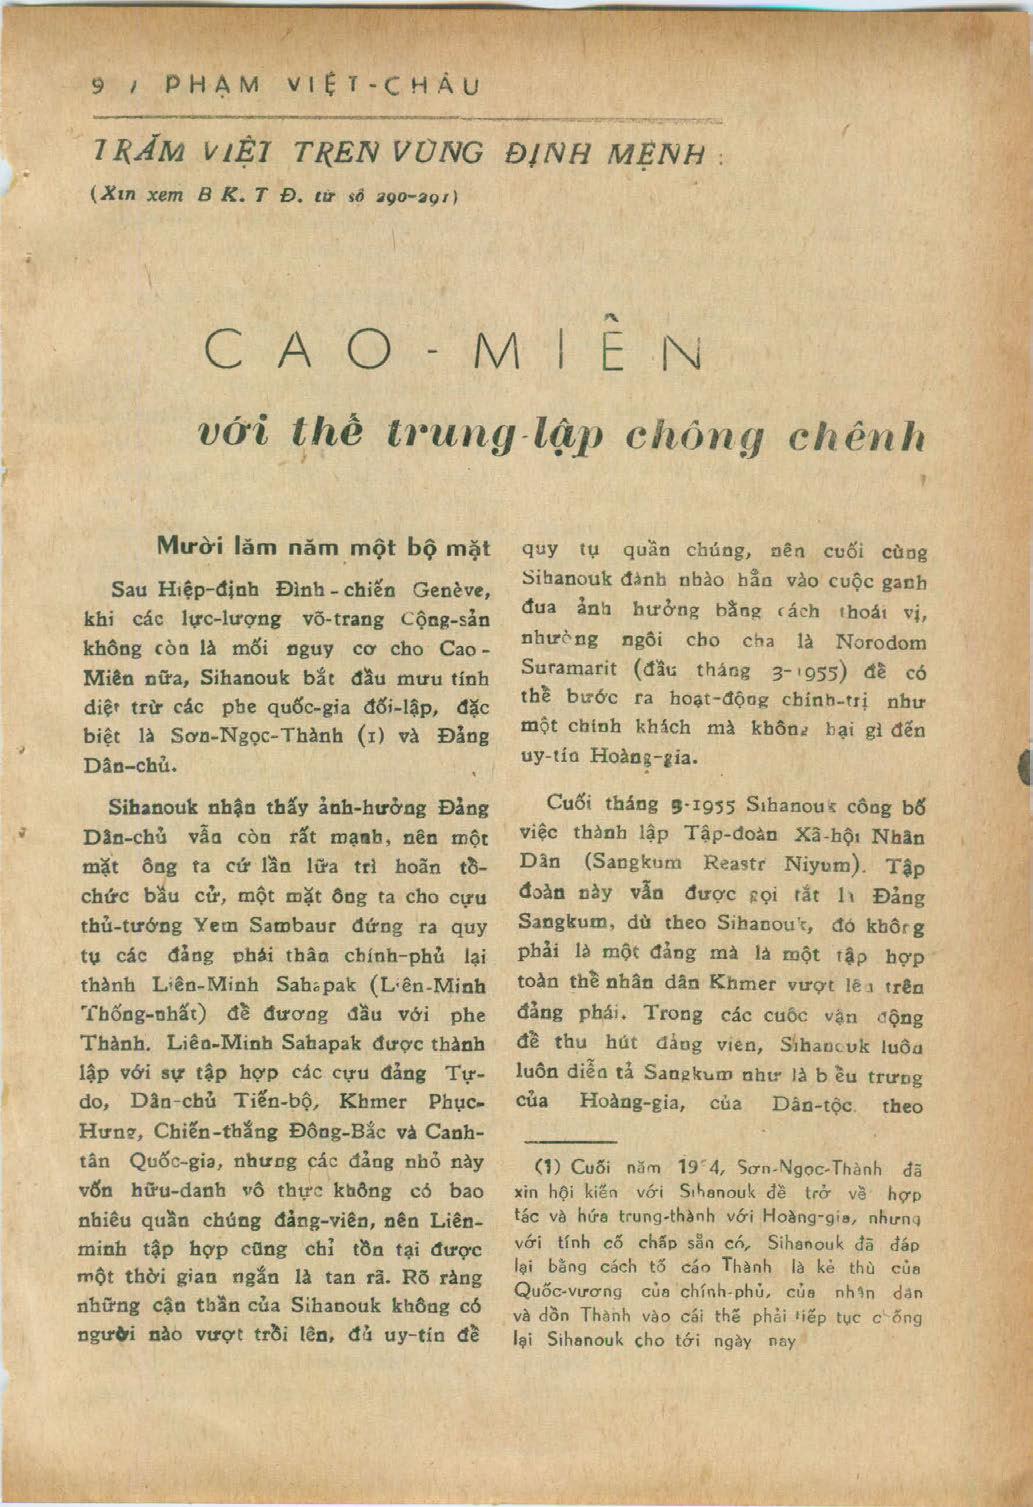 9 / PHẠM VIỆT-CHÂU
TRĂM VIỆT TREN VÙNG ĐỊNH MỆNH :
(Xin xem B K. T Đ. từ số 290-291)
CAO-MIÊN
với thế trung-lập chông chênh
Mười lăm năm một bộ mặt
Sau Hiệp-định Đình-chiến Genève,
khi các lực-lượng võ-trang Cộng-sản
không còn là mối nguy cơ cho Cao-
Miên nữa, Sihanouk bắt đầu mưu tính
diệt trừ các phe quốc-gia đối-lập, đặc
biệt là Sơn-Ngọc-Thành (1) và Đảng
Dân-chủ.
Sihanouk nhận thấy ảnh-hưởng Đảng
Dân-chủ vẫn còn rất mạnh, nên một
mặt ông ta cứ lần lữa trì hoãn tổ-
chức bầu cử, một mặt ông ta cho cựu
thủ-tướng Yem Sambaur đứng ra quy
tụ các đảng phái thân chính-phủ lại
thành Liên-Minh Sahapak (Liên-Minh
Thống-nhất) để đương đầu với phe
Thành. Liên-Minh Sahapak được thành
lập với sự tập hợp các cựu đảng Tự-
do, Dân-chủ Tiến-bộ, Khmer Phục-
Hưng, Chiến-thắng Đông-Bắc và Canh-
tân Quốc-gia, nhưng các đảng nhỏ này
vốn hữu-danh vô thực không có bao
nhiêu quần chúng đảng-viên, nên Liên-
minh tập hợp cũng chỉ tồn tại được
một thời gian ngắn là tan rã. Rõ ràng
những cận thần của Sihanouk không có
người nào vượt trổi lên, đủ uy-tín để
quy tụ quần chúng, nên cuối cùng
Sihanouk đành nhào hẳn vào cuộc ganh
đua ảnh hưởng bằng cách thoái vị,
nhường ngôi cho cha là Norodom
Suramarit (đầu tháng 3-1955) để có
thể bước ra hoạt-động chính-trị như
một chính khách mà không hại gì đến
uy-tín Hoàng-gia.
Cuối tháng 3-1955 Sihanouk công bố
việc thành lập Tập-đoàn Xã-hội Nhân
Dân (Sangkum Reastr Niyum). Tập
đoàn này vẫn được gọi tắt là Đảng
Sangkum, dù theo Sihanouk, đó không
phải là một đảng mà là một tập hợp
toàn thể nhân dân Khmer vượt lên trên
đảng phái. Trong các cuộc vận động
để thu hút đảng viên, Sihanouk luôn
luôn diễn tả Sangkum như là biểu trưng
của Hoàng-gia, của Dân-tộc, theo
(1) Cuối năm 1954, Sơn-Ngọc-Thành đã
xin hội kiến với Sihanouk để trở về hợp
tác và hứa trung-thành với Hoàng-gia, nhưng
với tính cố chấp sẵn có, Sihanouk đã đáp
lại bằng cách tố cáo Thành là kẻ thù của
Quốc-vương của chính-phủ, của nhân dân
và dồn Thành vào cái thế phải tiếp tục chống
lại Sihanouk cho tới ngày nay